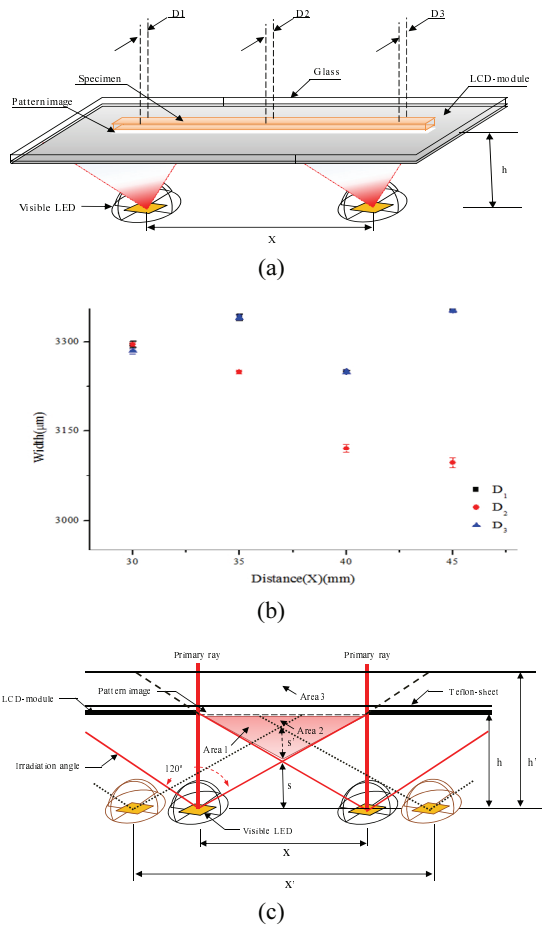 D1
D2
D3
Specimen
Glass
LCD-module
Pattern image
h
Visible LED
X
(a)
3300
3150
3000
Width(μm)
30
35
40
45
Distance(X)(mm)
D1
D2
D3
(b)
Primary ray
Primary ray
LCD-module
Pattern image
Area 3
Teflon-sheet
Area 1
Area 2
s'
Irradiation angle
120°
s
h
h'
Visible LED
X
X'
(c)